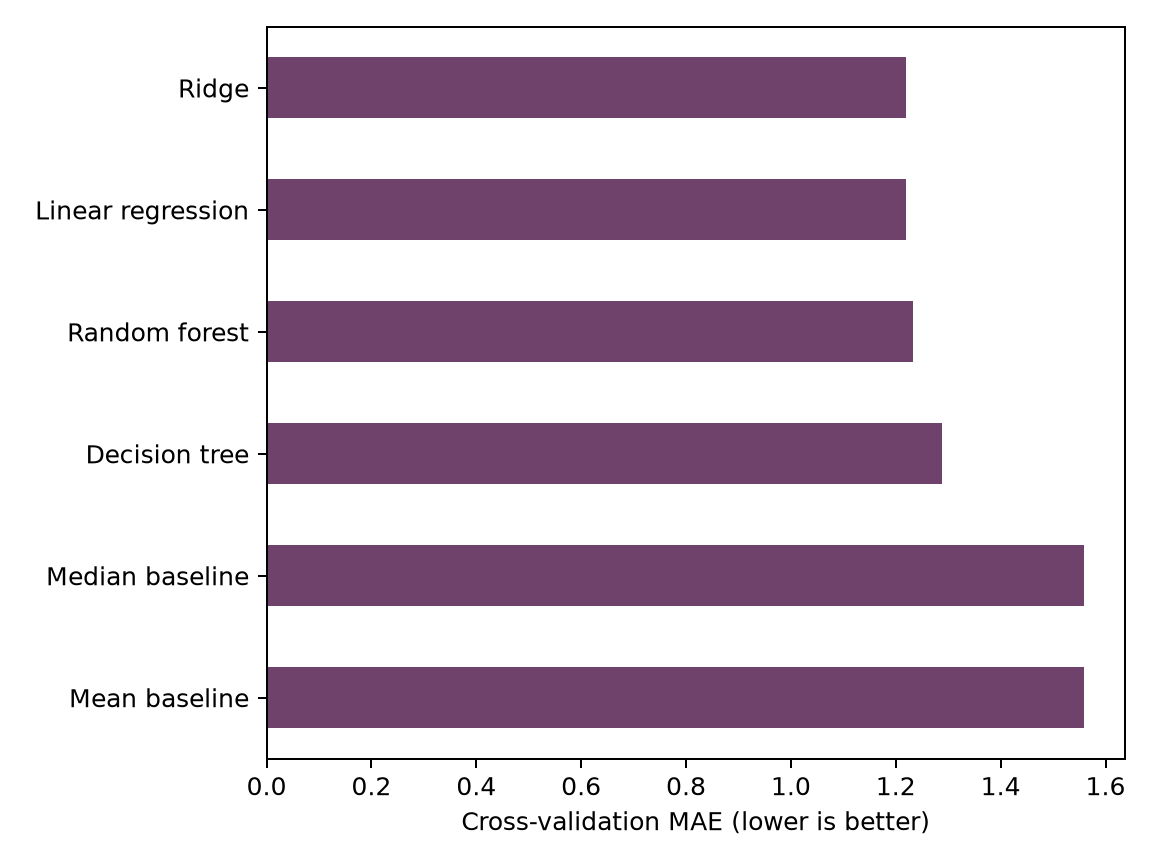 Ridge
Linear regression
Random forest
Decision tree
Median baseline
Mean baseline
0.0 0.2 0.4 0.6 0.8 1.0 1.2 1.4 1.6
Cross-validation MAE (lower is better)